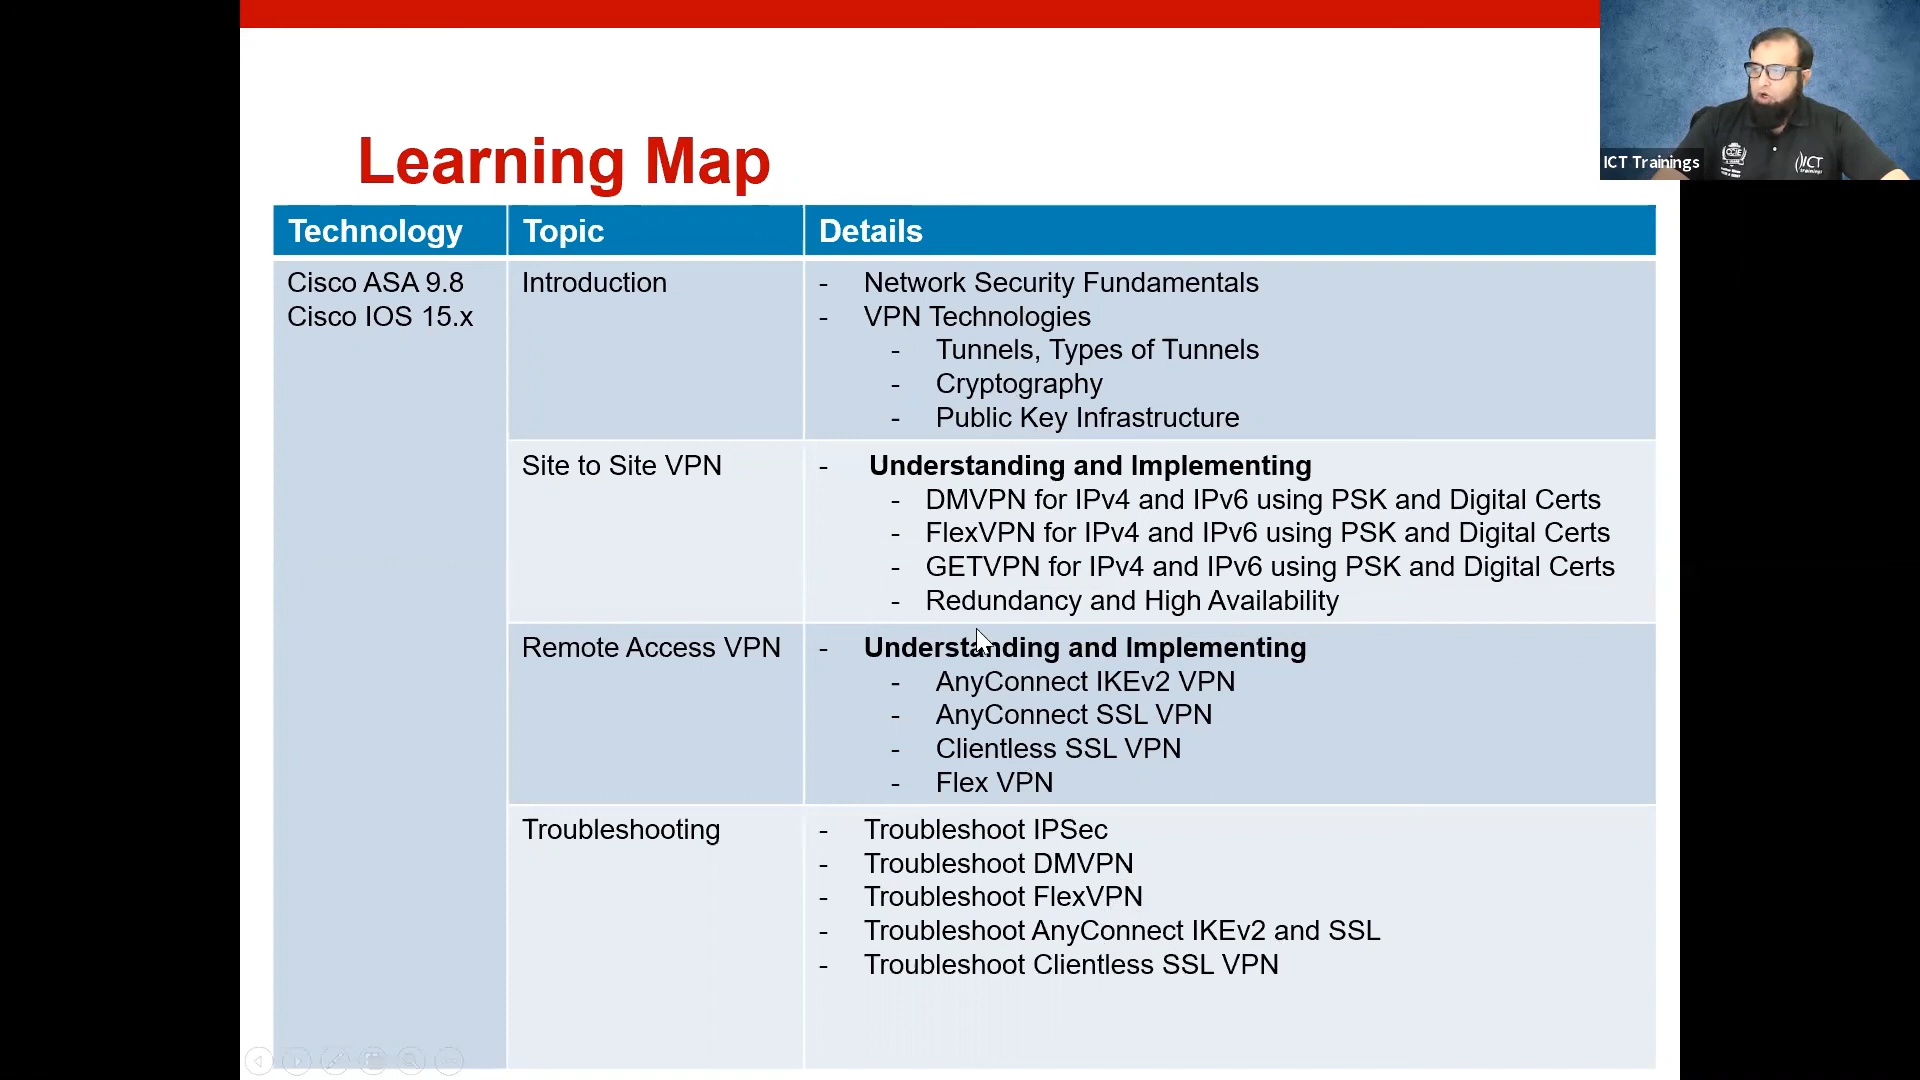 Learning Map
ICT Trainings
CCIE
ICT
trainings
Technology
Topic
Details
Cisco ASA 9.8
Cisco IOS 15.x
Introduction
- Network Security Fundamentals
- VPN Technologies
- Tunnels, Types of Tunnels
- Cryptography
- Public Key Infrastructure
Site to Site VPN
- Understanding and Implementing
- DMVPN for IPv4 and IPv6 using PSK and Digital Certs
- FlexVPN for IPv4 and IPv6 using PSK and Digital Certs
- GETVPN for IPv4 and IPv6 using PSK and Digital Certs
- Redundancy and High Availability
Remote Access VPN
- Understanding and Implementing
- AnyConnect IKEv2 VPN
- AnyConnect SSL VPN
- Clientless SSL VPN
- Flex VPN
Troubleshooting
- Troubleshoot IPSec
- Troubleshoot DMVPN
- Troubleshoot FlexVPN
- Troubleshoot AnyConnect IKEv2 and SSL
- Troubleshoot Clientless SSL VPN